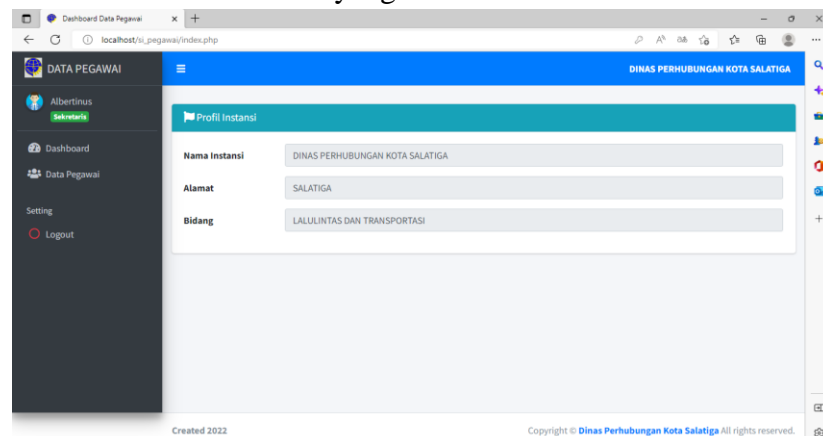 Dashboard Data Pegawai
localhost/si_pegawai/index.php
DATA PEGAWAI
DINAS PERHUBUNGAN KOTA SALATIGA
Albertinus
Sekretaris
Profil Instansi
Dashboard
Nama Instansi DINAS PERHUBUNGAN KOTA SALATIGA
Data Pegawai
Alamat SALATIGA
Setting
Bidang LALULINTAS DAN TRANSPORTASI
Logout
Created 2022
Copyright © Dinas Perhubungan Kota Salatiga All rights reserved.